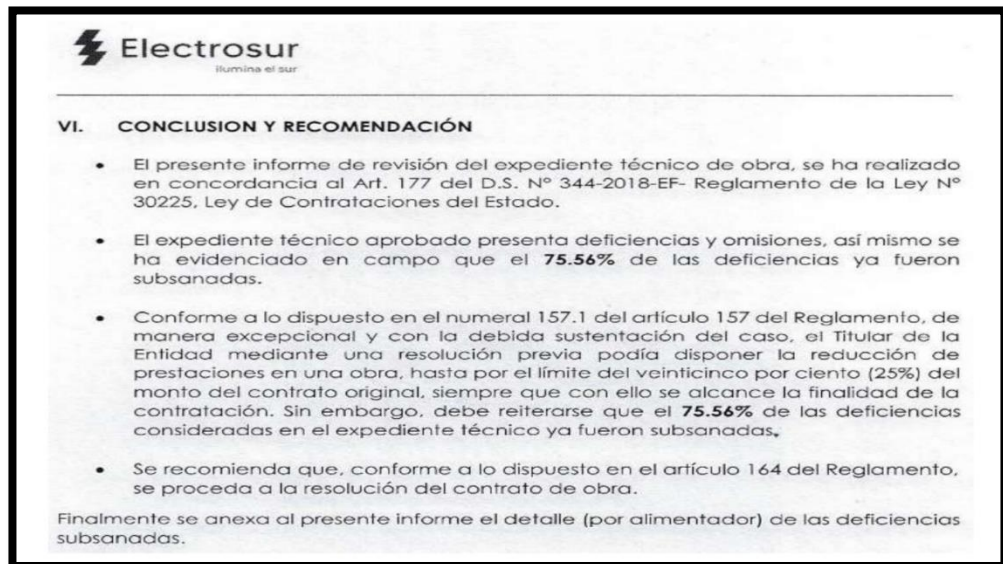 Electrosur
ilumina el sur
VI. CONCLUSION Y RECOMENDACIÓN
• El presente informe de revisión del expediente técnico de obra, se ha realizado
en concordancia al Art. 177 del D.S. Nº 344-2018-EF- Reglamento de la Ley Nº
30225, Ley de Contrataciones del Estado.
• El expediente técnico aprobado presenta deficiencias y omisiones, así mismo se
ha evidenciado en campo que el 75.56% de las deficiencias ya fueron
subsanadas.
• Conforme a lo dispuesto en el numeral 157.1 del artículo 157 del Reglamento, de
manera excepcional y con la debida sustentación del caso, el Titular de la
Entidad mediante una resolución previa podía disponer la reducción de
prestaciones en una obra, hasta por el límite del veinticinco por ciento (25%) del
monto del contrato original, siempre que con ello se alcance la finalidad de la
contratación. Sin embargo, debe reiterarse que el 75.56% de las deficiencias
consideradas en el expediente técnico ya fueron subsanadas.
• Se recomienda que, conforme a lo dispuesto en el artículo 164 del Reglamento,
se proceda a la resolución del contrato de obra.
Finalmente se anexa al presente informe el detalle (por alimentador) de las deficiencias
subsanadas.